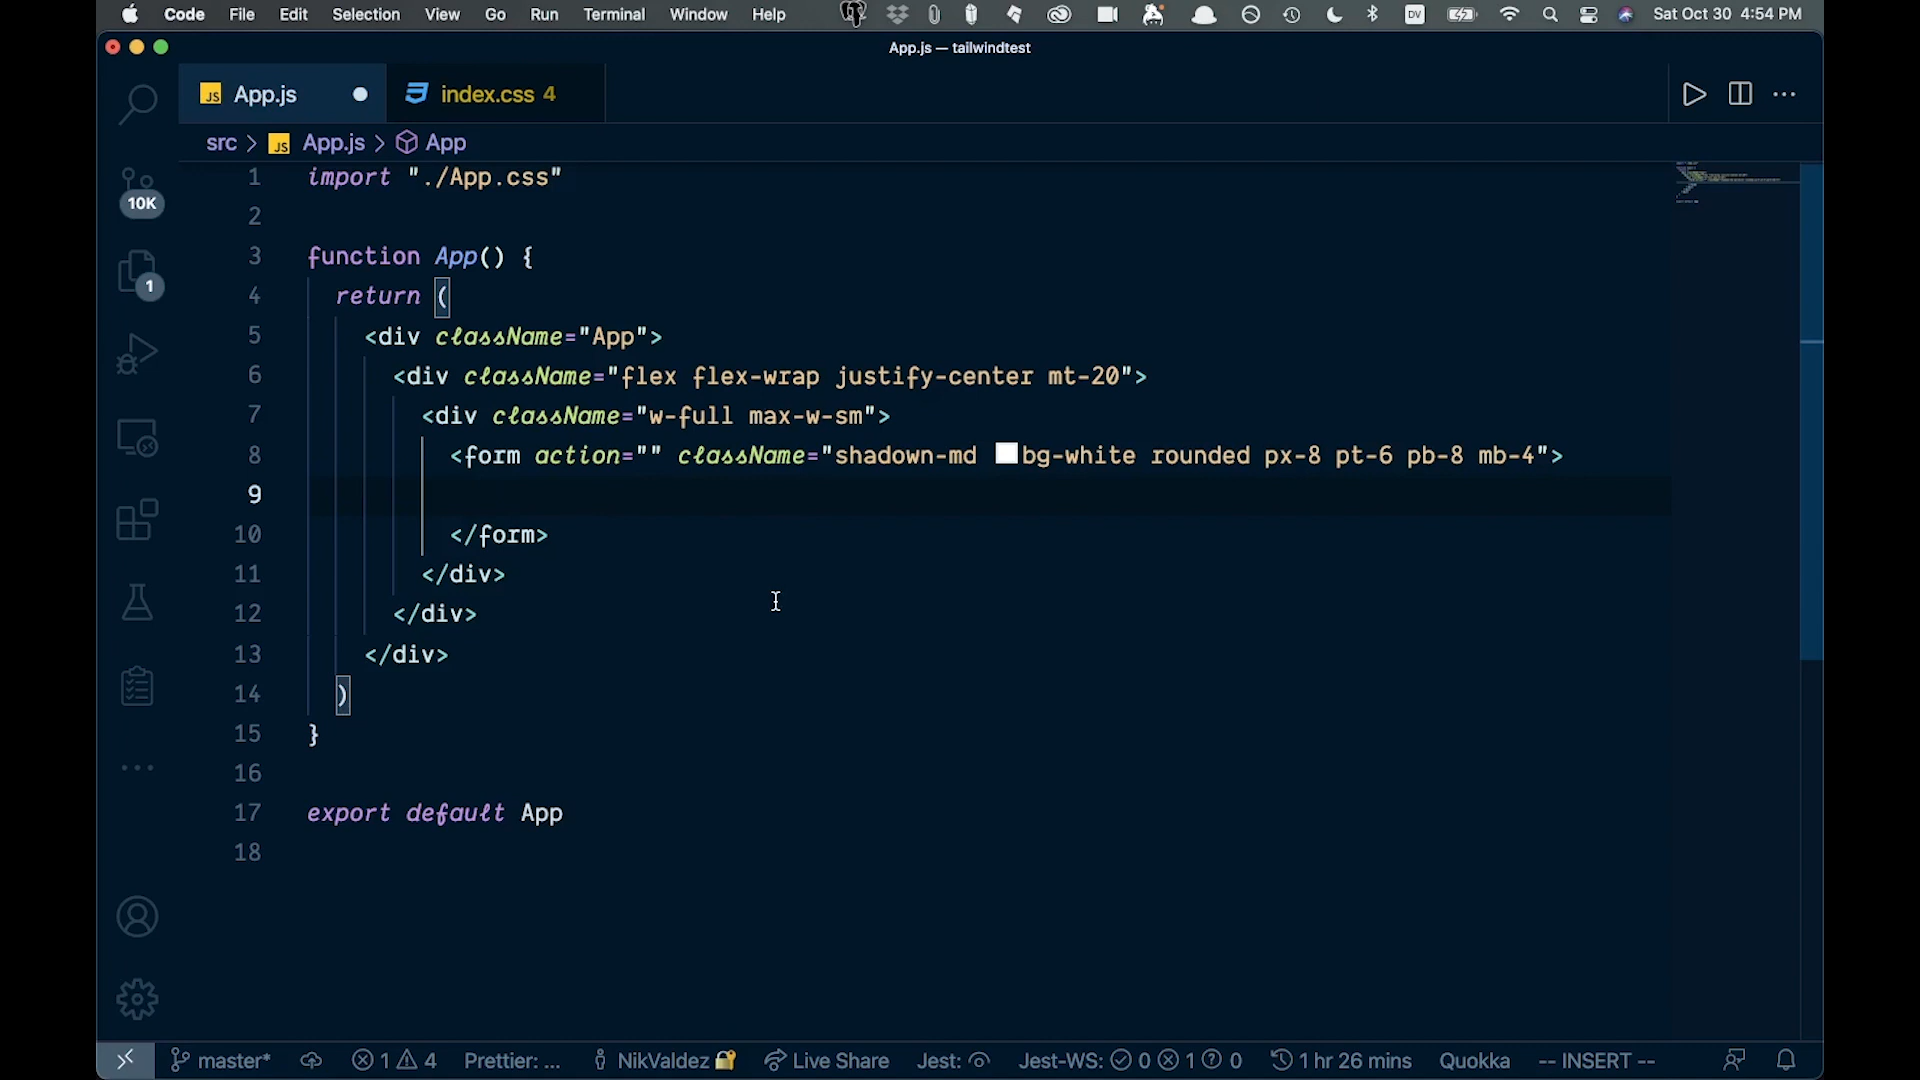 Code File Edit Selection View Go Run Terminal Window Help DV Sat Oct 30 4:54 PM
App.js — tailwindtest
JS App.js index.css 4
src > JS App.js > App
10K
1
1 import "./App.css"
2
3 function App() {
4 return (
5 <div className="App">
6 <div className="flex flex-wrap justify-center mt-20">
7 <div className="w-full max-w-sm">
8 <form action="" className="shadown-md bg-white rounded px-8 pt-6 pb-8 mb-4">
9
10 </form>
11 </div>
12 </div>
13 </div>
14 )
15 }
16
17 export default App
18
master* 1 4 Prettier: ... NikValdez Live Share Jest: Jest-WS: 0 1 0 1 hr 26 mins Quokka -- INSERT --